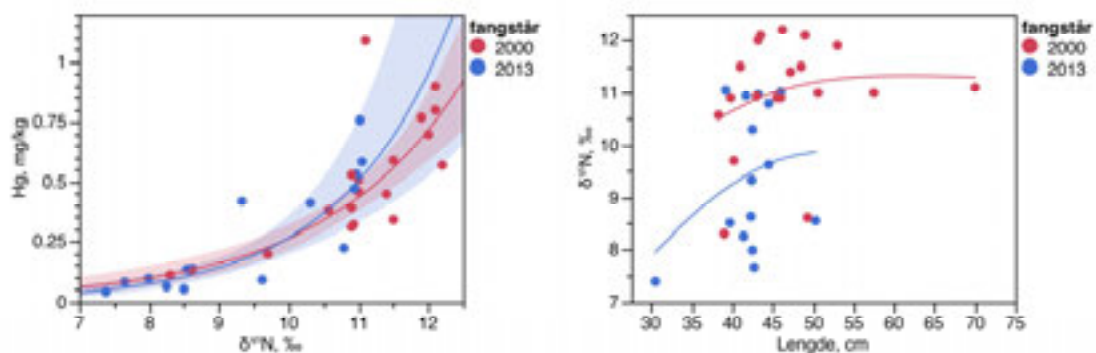 fangstår
2000
2013
Hg, mg/kg
1
0.75
0.5
0.25
0
7 8 9 10 11 12
δ¹⁵N, ‰
fangstår
2000
2013
δ¹⁵N, ‰
12
11
10
9
8
7
30 35 40 45 50 55 60 65 70 75
Lengde, cm